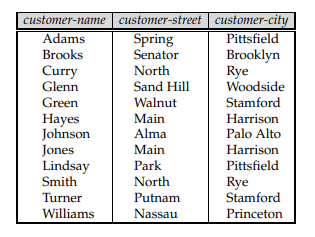 customer-name customer-street customer-city
Adams Spring Pittsfield
Brooks Senator Brooklyn
Curry North Rye
Glenn Sand Hill Woodside
Green Walnut Stamford
Hayes Main Harrison
Johnson Alma Palo Alto
Jones Main Harrison
Lindsay Park Pittsfield
Smith North Rye
Turner Putnam Stamford
Williams Nassau Princeton